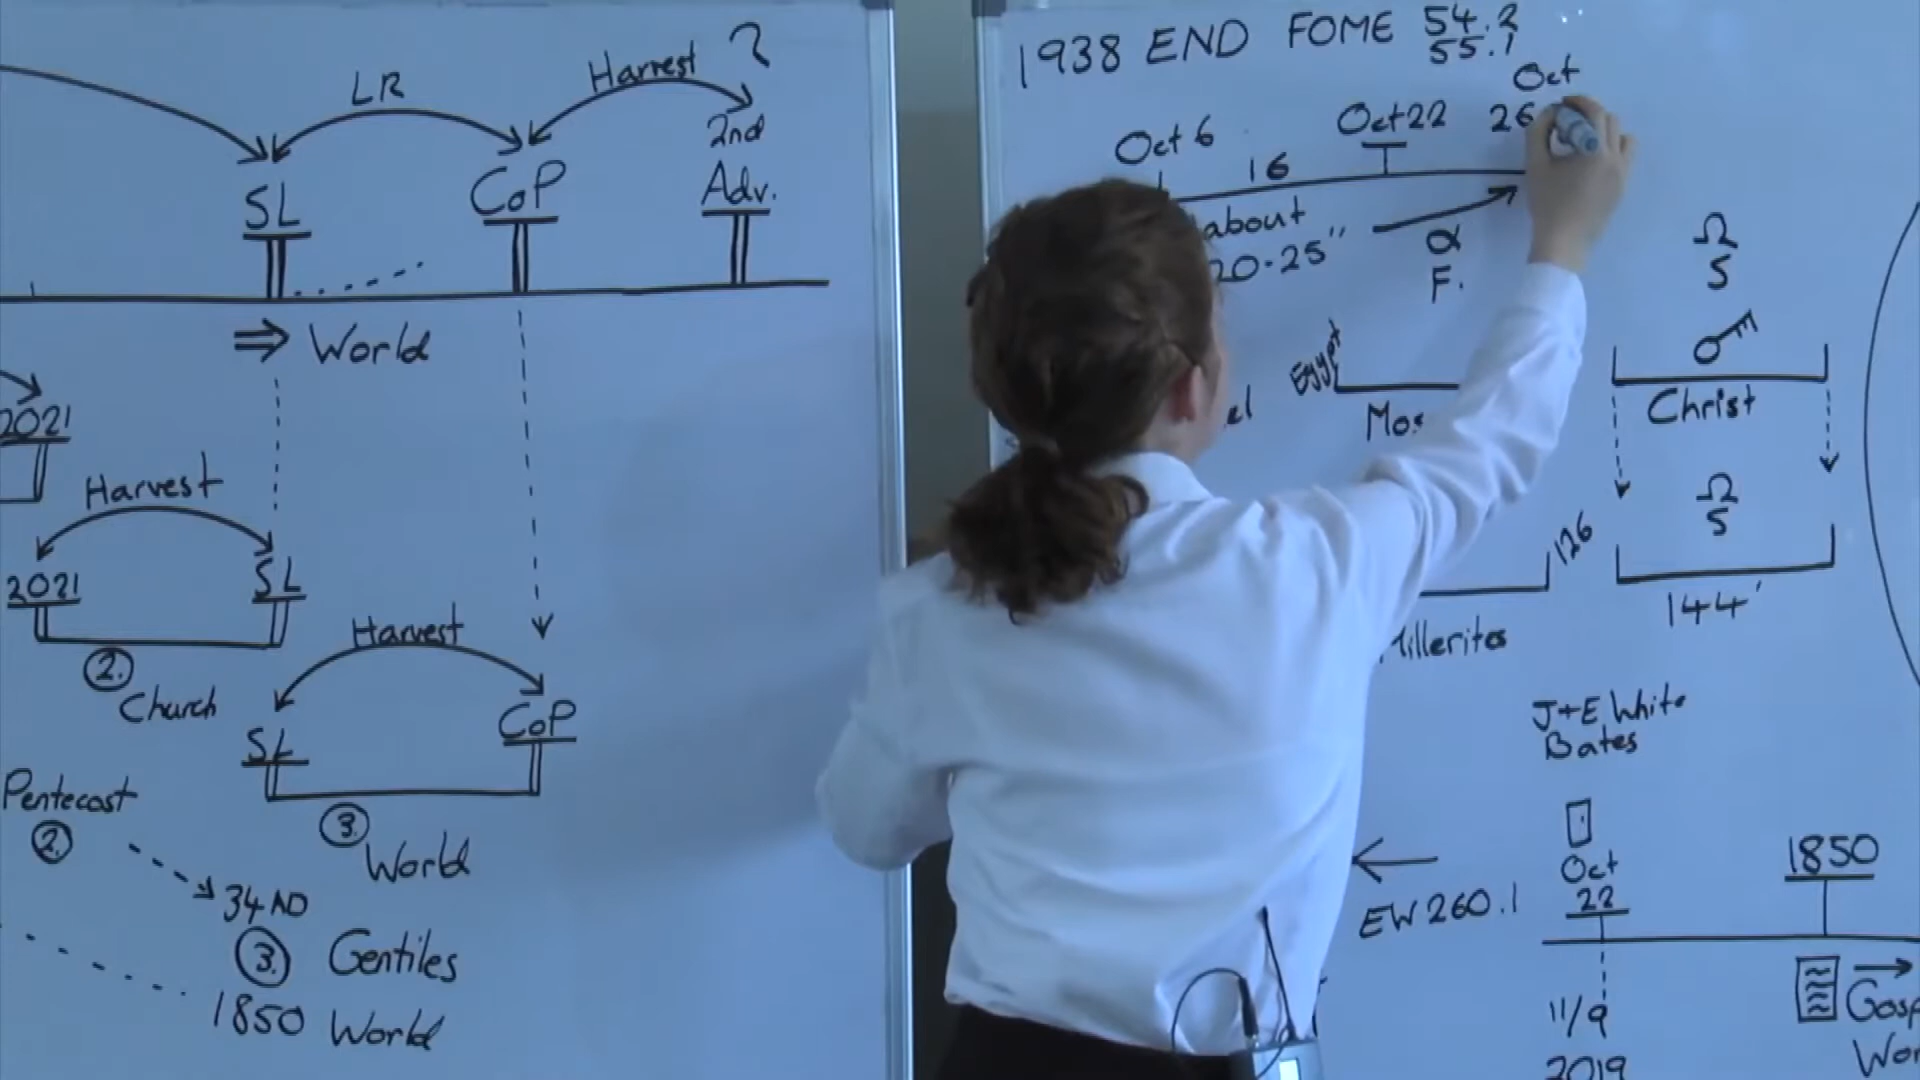 LR
Harvest ?
SL
CoP
2nd
Adv.
⇒ World
2021
Harvest
2021
SL
2.
Church
Harvest
SL
CoP
3.
World
Pentecost
2.
34 AD
3. Gentiles
1850 World
1938 END FOME 54.2
55.1
Oct 6
16
Oct 22
Oct
26
about
20-25"
α
F.
Egypt
Ω
5
Christ
126
Ω
5
144'
Millerites
J+E White
Bates
EW 260.1
Oct
22
1850
11/9
2019